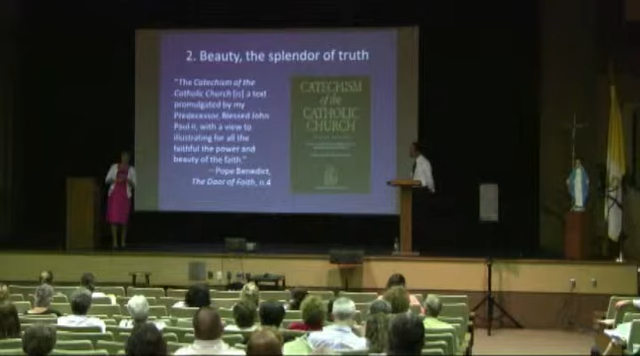 2. Beauty, the splendor of truth
"The Catechism of the
Catholic Church [is] a text
promulgated by my
Predecessor, Blessed John
Paul II, with a view to
illustrating for all the
faithful the power and
beauty of the faith."
—Pope Benedict,
The Door of Faith, n.4
CATECHISM
of the
CATHOLIC
CHURCH